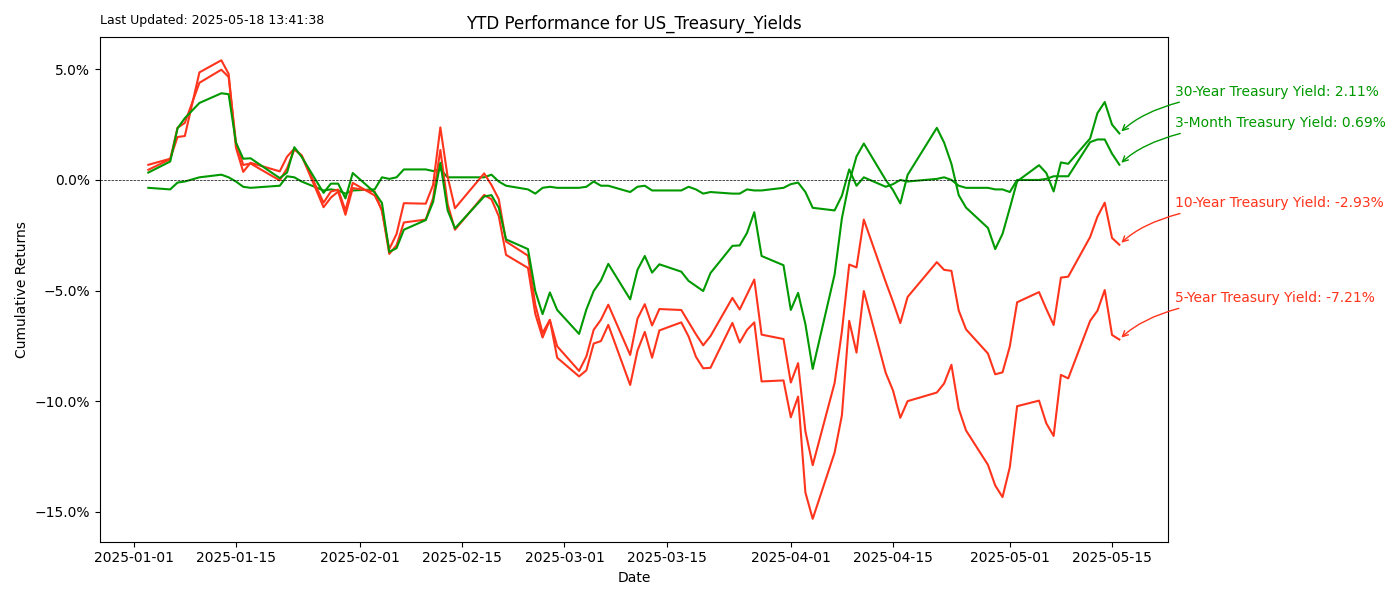 Last Updated: 2025-05-18 13:41:38
YTD Performance for US_Treasury_Yields
5.0%
0.0%
−5.0%
−10.0%
−15.0%
Cumulative Returns
30-Year Treasury Yield: 2.11%
3-Month Treasury Yield: 0.69%
10-Year Treasury Yield: -2.93%
5-Year Treasury Yield: -7.21%
2025-01-01
2025-01-15
2025-02-01
2025-02-15
2025-03-01
2025-03-15
2025-04-01
2025-04-15
2025-05-01
2025-05-15
Date